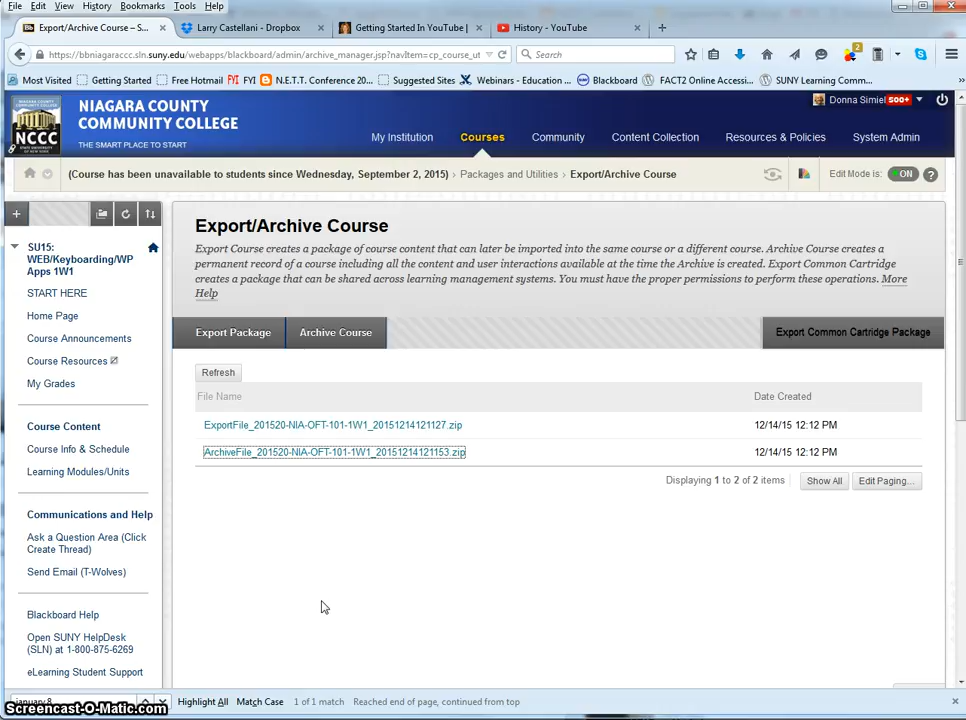 File Edit View History Bookmarks Tools Help
Export/Archive Course – S... × Larry Castellani - Dropbox × Getting Started In YouTube | × History - YouTube × +
https://bbniagaraccc.sln.suny.edu/webapps/blackboard/admin/archive_manager.jsp?navItem=cp_course_ut Search 2
Most Visited Getting Started Free Hotmail FYI FYI N.E.T.T. Conference 20... Suggested Sites Webinars - Education ... Blackboard FACT2 Online Accessi... SUNY Learning Comm... »
Donna Simiel 500+
NIAGARA COUNTY
COMMUNITY COLLEGE
THE SMART PLACE TO START
NCCC
My Institution Courses Community Content Collection Resources & Policies System Admin
(Course has been unavailable to students since Wednesday, September 2, 2015) > Packages and Utilities > Export/Archive Course Edit Mode is: ON ?
SU15:
WEB/Keyboarding/WP
Apps 1W1
START HERE
Home Page
Course Announcements
Course Resources
My Grades
Course Content
Course Info & Schedule
Learning Modules/Units
Communications and Help
Ask a Question Area (Click
Create Thread)
Send Email (T-Wolves)
Blackboard Help
Open SUNY HelpDesk
(SLN) at 1-800-875-6269
eLearning Student Support
Export/Archive Course
Export Course creates a package of course content that can later be imported into the same course or a different course. Archive Course creates a
permanent record of a course including all the content and user interactions available at the time the Archive is created. Export Common Cartridge
creates a package that can be shared across learning management systems. You must have the proper permissions to perform these operations. More
Help
Export Package Archive Course Export Common Cartridge Package
Refresh
File Name Date Created
ExportFile_201520-NIA-OFT-101-1W1_20151214121127.zip 12/14/15 12:12 PM
ArchiveFile_201520-NIA-OFT-101-1W1_20151214121153.zip 12/14/15 12:12 PM
Displaying 1 to 2 of 2 items Show All Edit Paging...
january 8 Highlight All Match Case 1 of 1 match Reached end of page, continued from top
Screencast-O-Matic.com